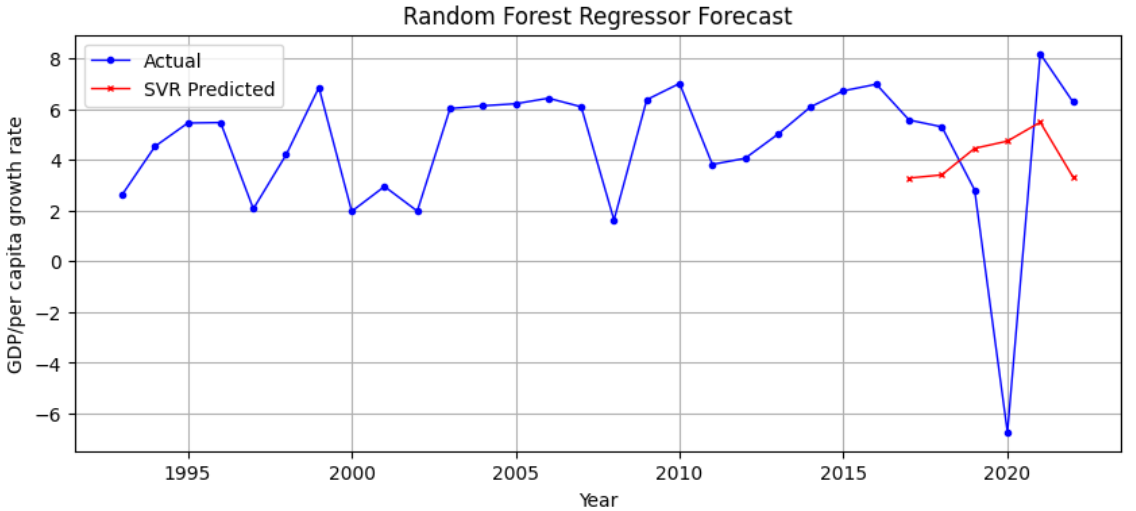 Random Forest Regressor Forecast
Actual
SVR Predicted
GDP/per capita growth rate
8
6
4
2
0
−2
−4
−6
1995
2000
2005
2010
2015
2020
Year